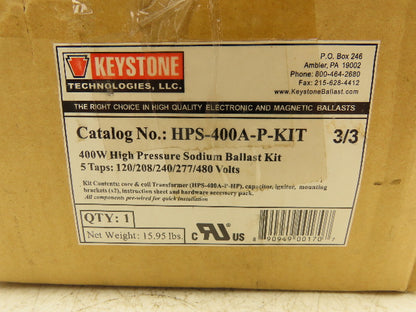 KEYSTONE
TECHNOLOGIES, LLC.
P.O. Box 246
Ambler, PA 19002
Phone: 800-464-2680
Fax: 215-628-4412
www.KeystoneBallast.com
THE RIGHT CHOICE IN HIGH QUALITY ELECTRONIC AND MAGNETIC BALLASTS
Catalog No.: HPS-400A-P-KIT 3/3
400W High Pressure Sodium Ballast Kit
5 Taps: 120/208/240/277/480 Volts
Kit Contents: core & coil Transformer (HPS-400A-P-HP), capacitor, ignitor, mounting
brackets (x2), instruction sheet and hardware accessory pack.
All components pre-wired for quick installation
QTY: 1
Net Weight: 15.95 lbs.
c RU US
90949 00170